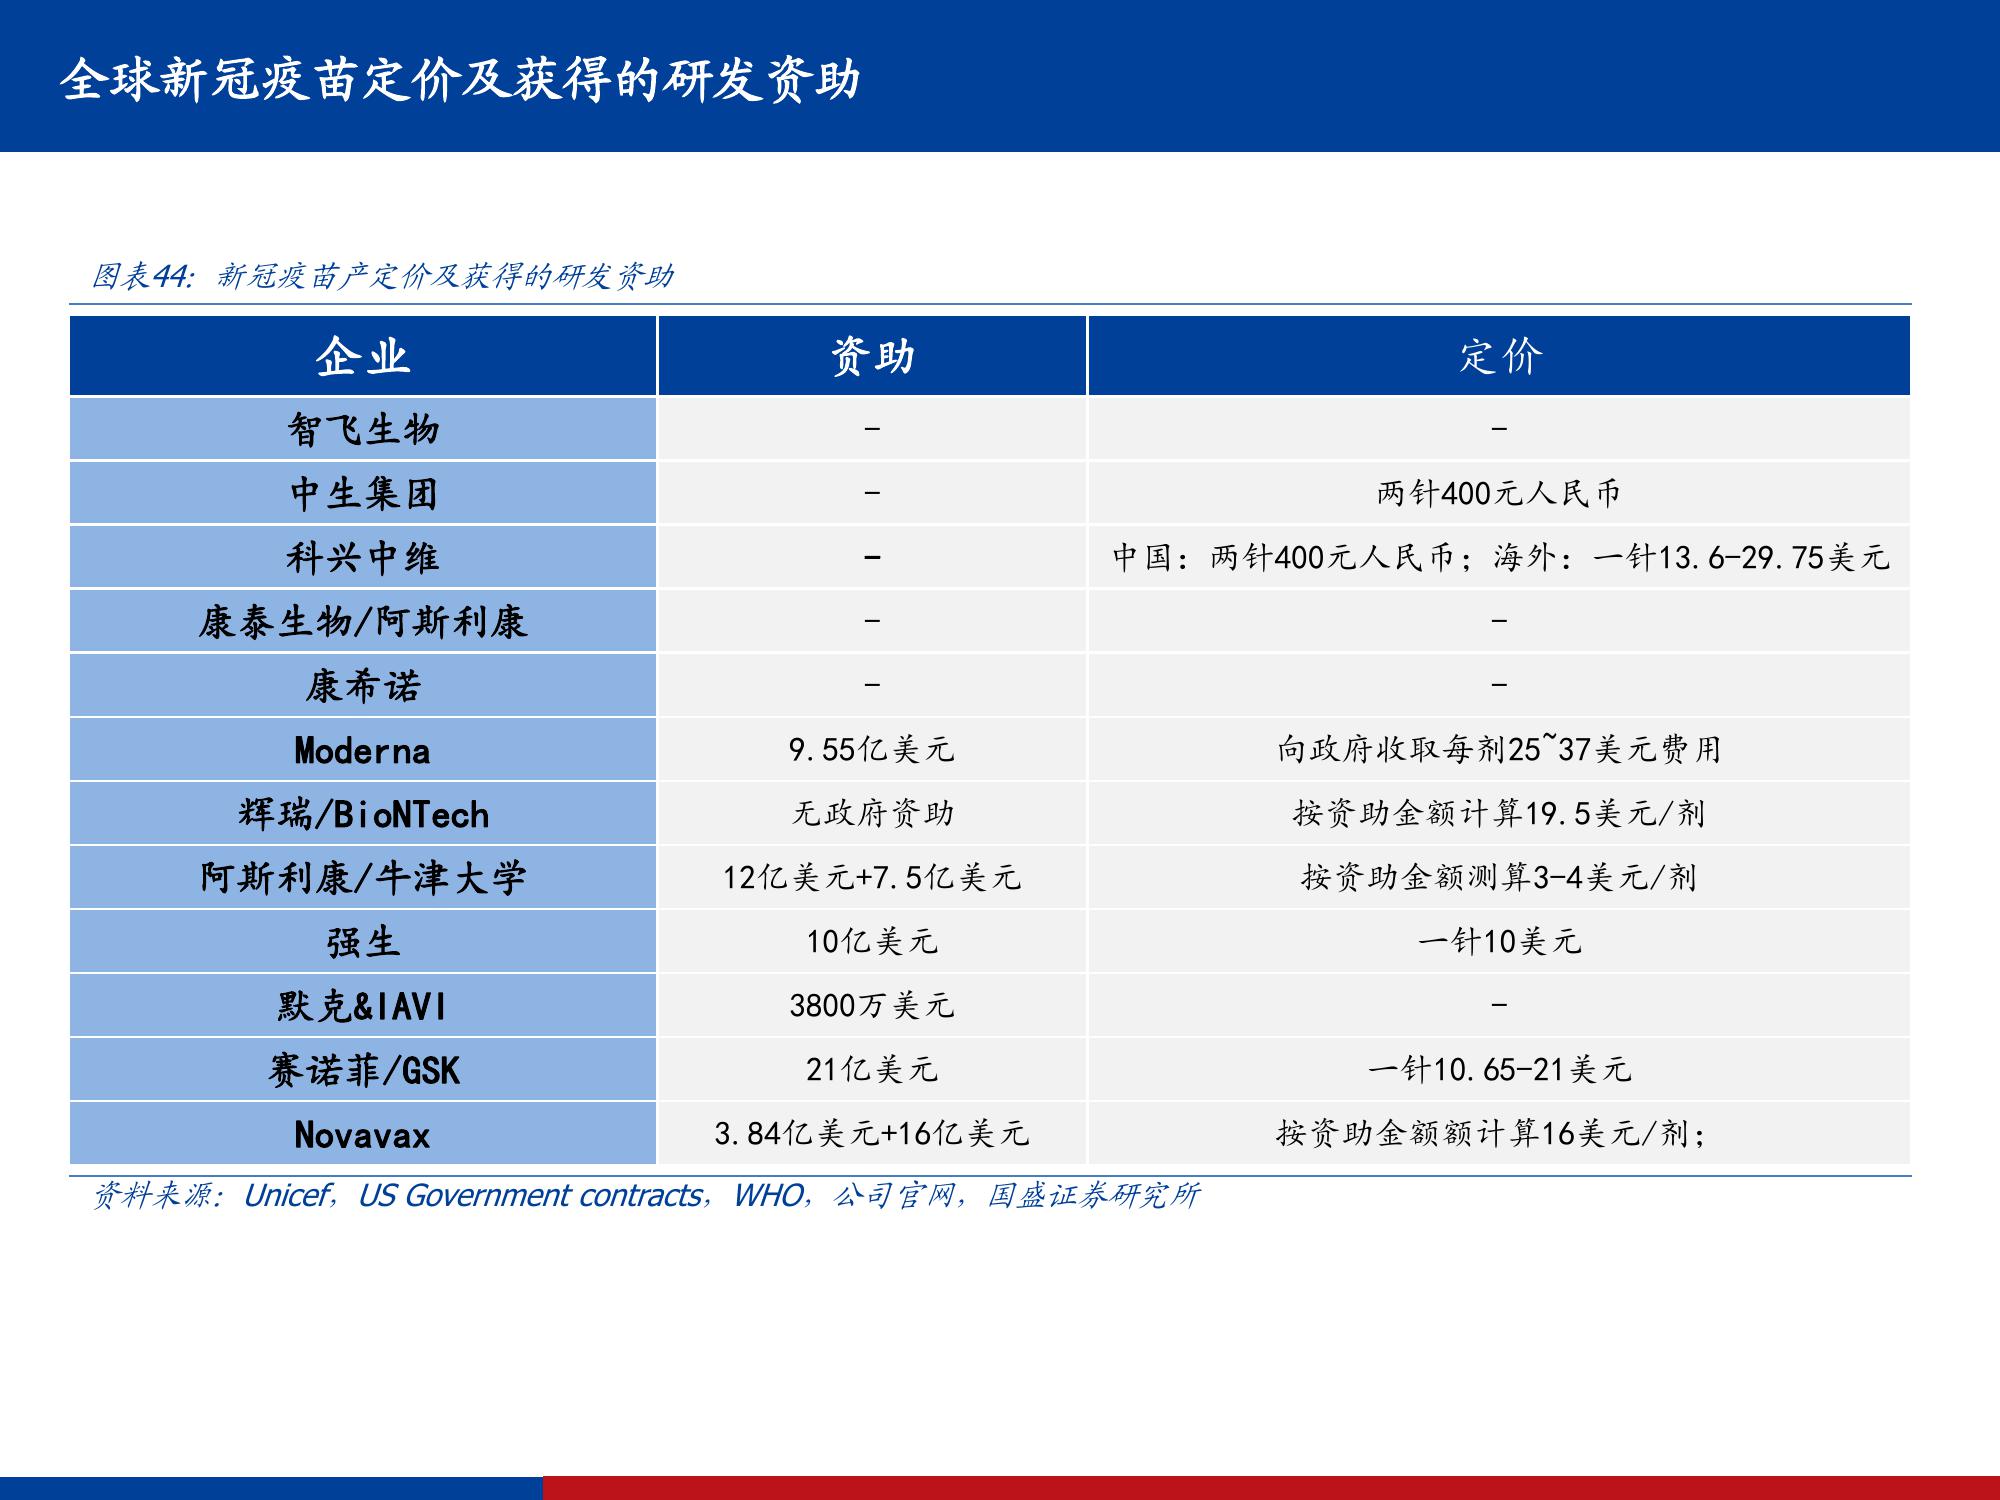 全球新冠疫苗定价及获得的研发资助
图表44：新冠疫苗产定价及获得的研发资助
企业 资助 定价
智飞生物 - -
中生集团 - 两针400元人民币
科兴中维 - 中国：两针400元人民币；海外：一针13.6-29.75美元
康泰生物/阿斯利康 - -
康希诺 - -
Moderna 9.55亿美元 向政府收取每剂25~37美元费用
辉瑞/BioNTech 无政府资助 按资助金额计算19.5美元/剂
阿斯利康/牛津大学 12亿美元+7.5亿美元 按资助金额测算3-4美元/剂
强生 10亿美元 一针10美元
默克&IAVI 3800万美元 -
赛诺菲/GSK 21亿美元 一针10.65-21美元
Novavax 3.84亿美元+16亿美元 按资助金额额计算16美元/剂；
资料来源：Unicef，US Government contracts，WHO，公司官网，国盛证券研究所